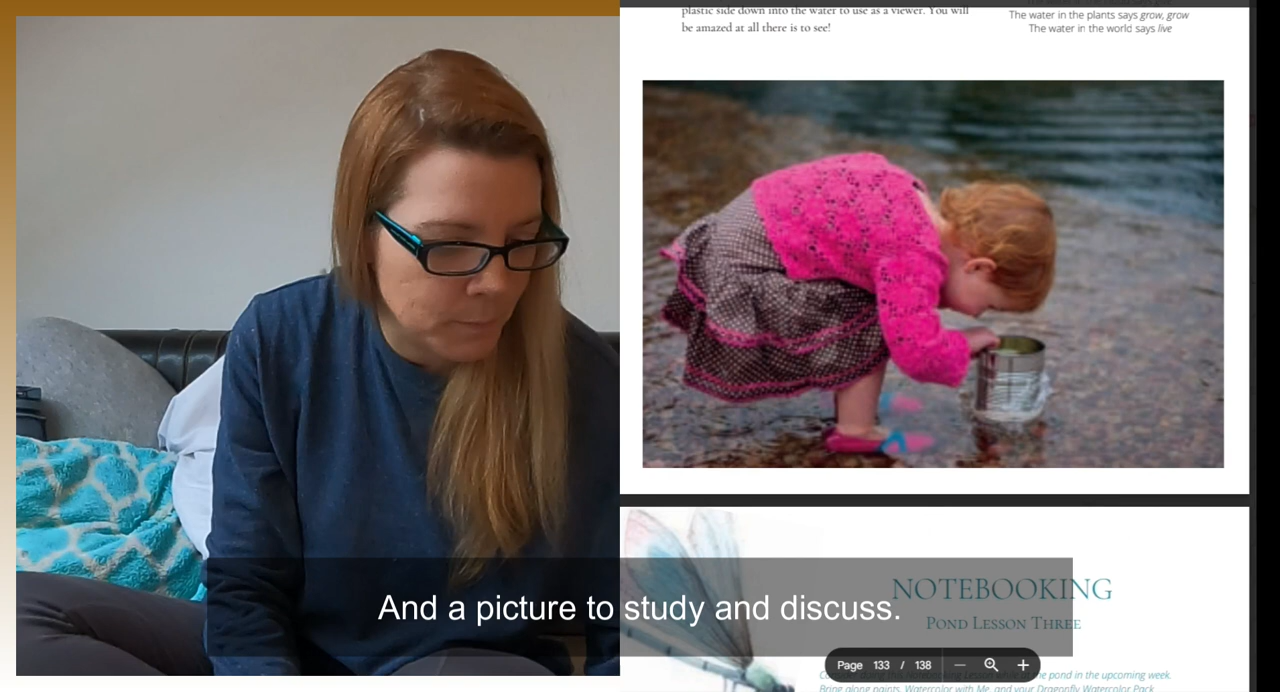 plastic side down into the water to use as a viewer. You will
be amazed at all there is to see!
The water in the plants says grow, grow
The water in the world says live
And a picture to study and discuss.
NOTEBOOKING
Pond Lesson Three
Page 133 / 138
the pond in the upcoming week.
Bring along paints, Watercolor with Me, and your Dragonfly Watercolor Pack